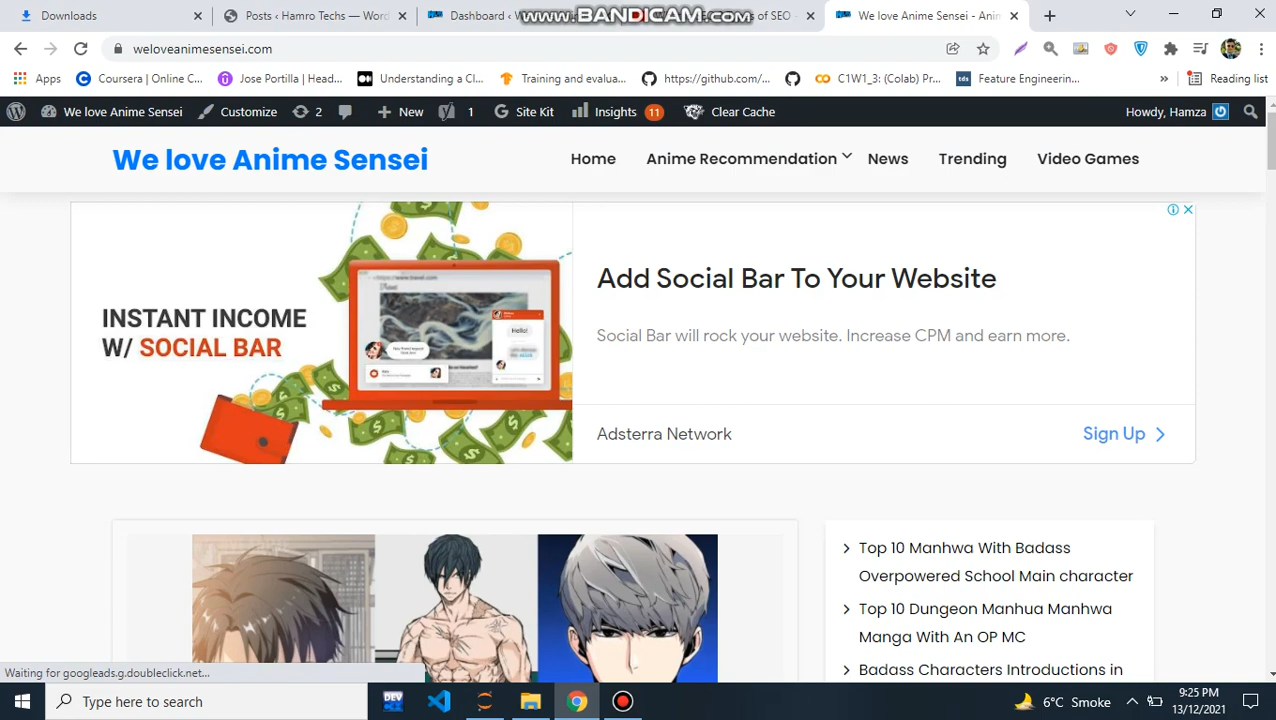 Downloads
Posts ‹ Hamro Techs — Word
Dashboard ‹ W
www.BANDICAM.com
s of SEO -
We love Anime Sensei - Anim
weloveanimesensei.com
Apps
Coursera | Online C...
Jose Portilla | Head...
Understanding a Cl...
Training and evalua...
https://github.com/...
C1W1_3: (Colab) Pr...
Feature Engineerin...
»
Reading list
We love Anime Sensei
Customize
2
New
1
Site Kit
Insights
11
Clear Cache
Howdy, Hamza
We love Anime Sensei
Home
Anime Recommendation
News
Trending
Video Games
INSTANT INCOME
W/ SOCIAL BAR
Hello!
Add Social Bar To Your Website
Social Bar will rock your website. Increase CPM and earn more.
Adsterra Network
Sign Up
Top 10 Manhwa With Badass
Overpowered School Main character
Top 10 Dungeon Manhua Manhwa
Manga With An OP MC
Badass Characters Introductions in
Waiting for googleads.g.doubleclick.net...
Type here to search
DEV
6°C Smoke
9:25 PM
13/12/2021